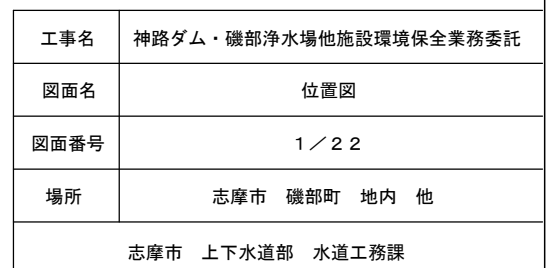 工事名 神路ダム・磯部浄水場他施設環境保全業務委託
図面名 位置図
図面番号 １／２２
場所 志摩市 磯部町 地内 他
志摩市 上下水道部 水道工務課